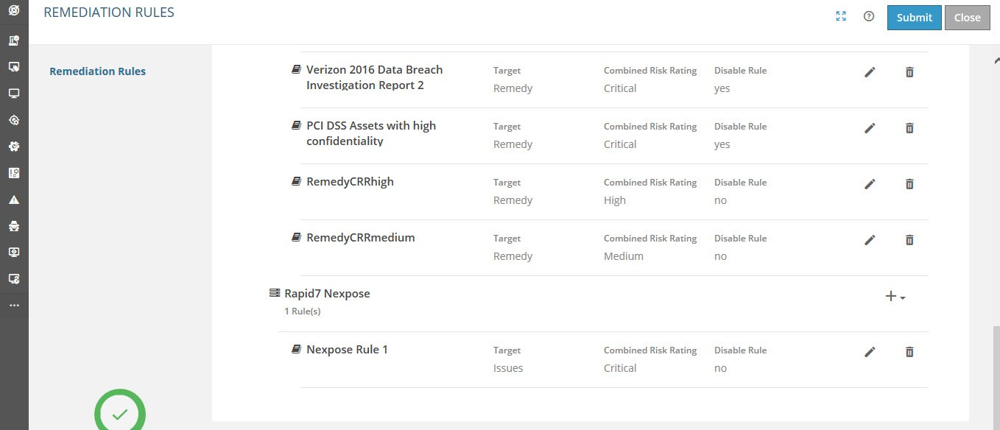 REMEDIATION RULES
Submit
Close
Remediation Rules
Verizon 2016 Data Breach
Investigation Report 2
Target
Remedy
Combined Risk Rating
Critical
Disable Rule
yes
PCI DSS Assets with high
confidentiality
Target
Remedy
Combined Risk Rating
Critical
Disable Rule
yes
RemedyCRRhigh
Target
Remedy
Combined Risk Rating
High
Disable Rule
no
RemedyCRRmedium
Target
Remedy
Combined Risk Rating
Medium
Disable Rule
no
Rapid7 Nexpose
1 Rule(s)
Nexpose Rule 1
Target
Issues
Combined Risk Rating
Critical
Disable Rule
no